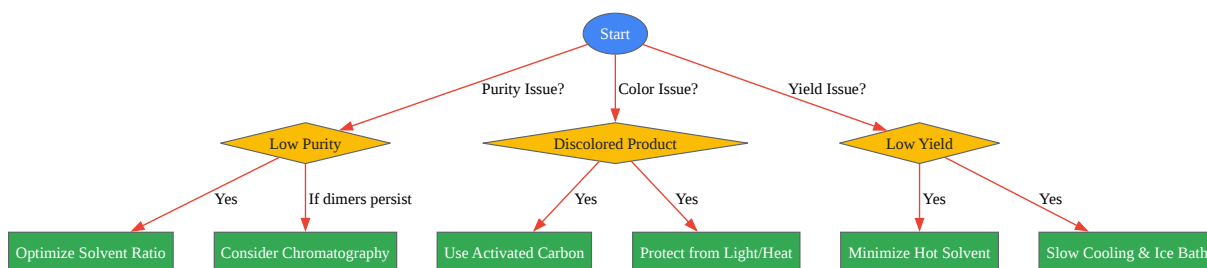 Start
Purity Issue?
Color Issue?
Yield Issue?
Low Purity
Discolored Product
Low Yield
Yes
If dimers persist
Yes
Yes
Yes
Yes
Optimize Solvent Ratio
Consider Chromatography
Use Activated Carbon
Protect from Light/Heat
Minimize Hot Solvent
Slow Cooling & Ice Bath